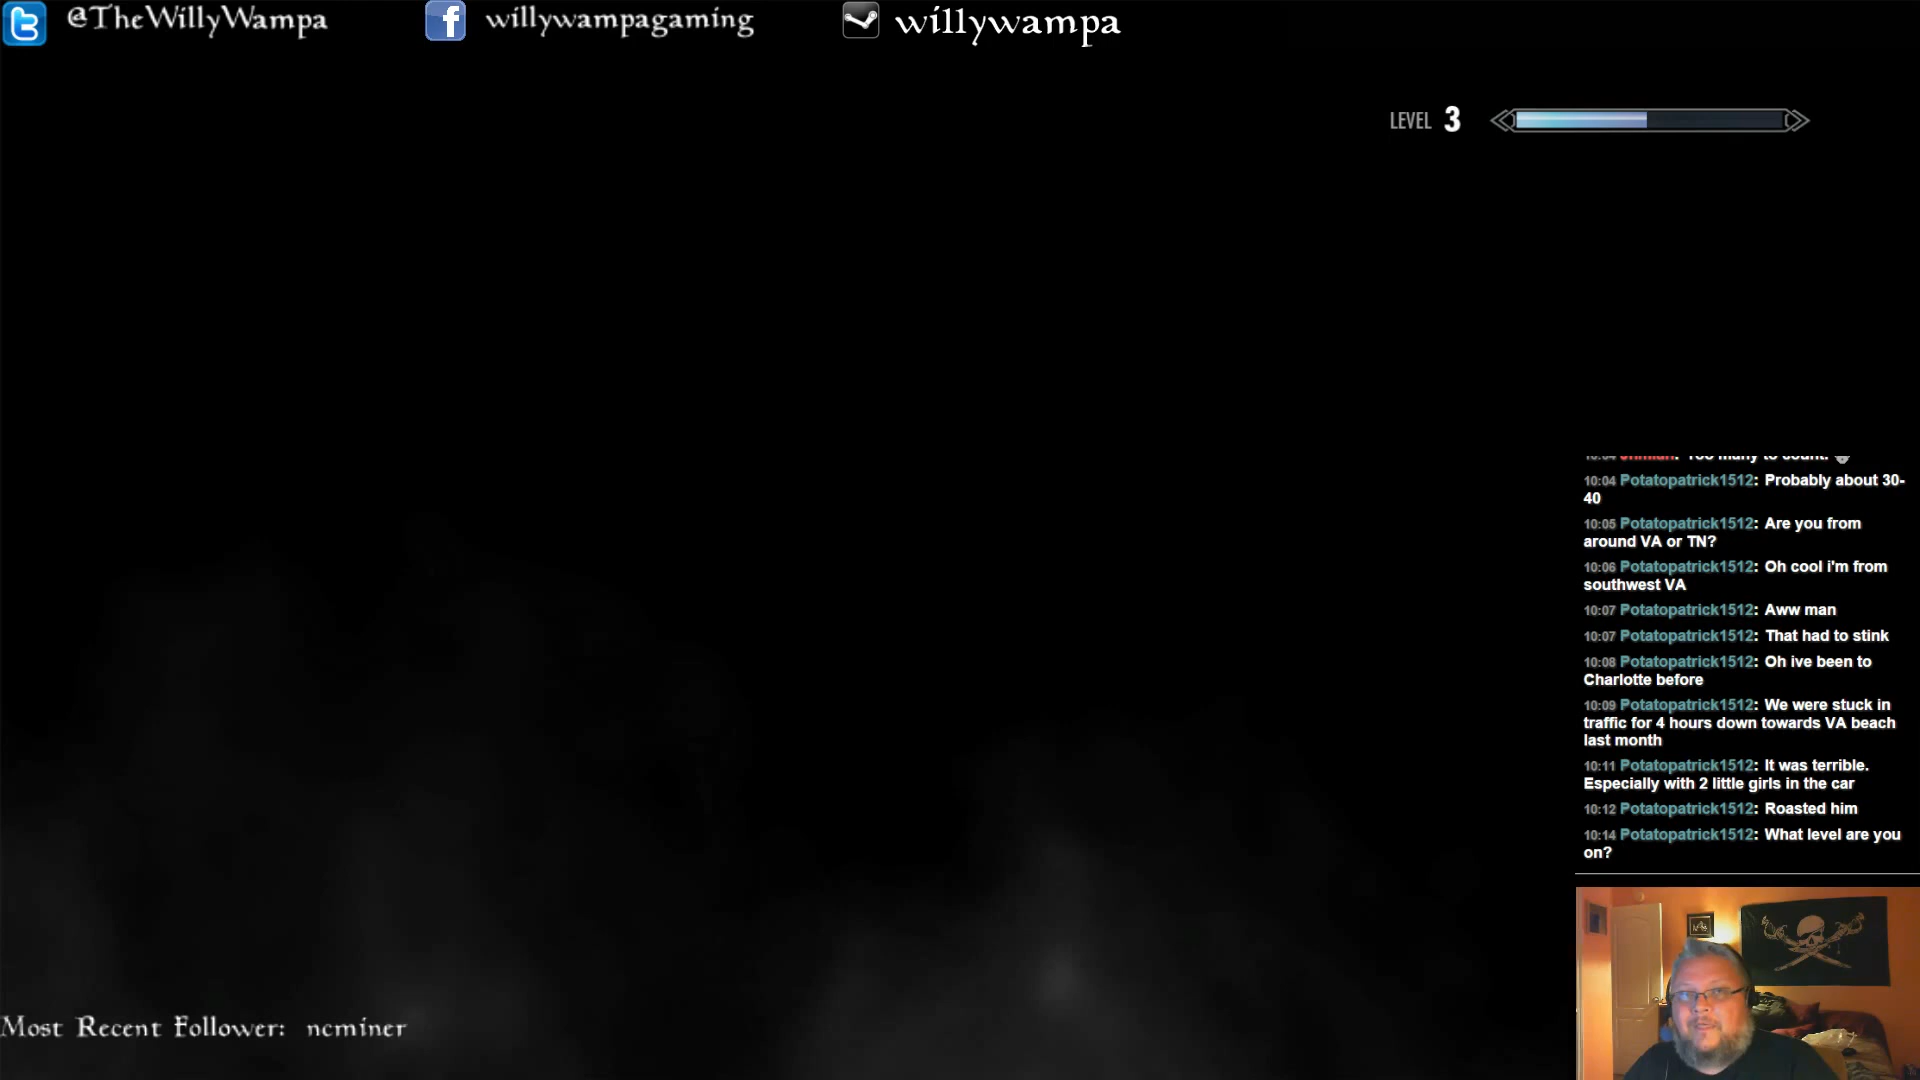 @TheWillyWampa
willywampagaming
willywampa
LEVEL 3
10:04 Potatopatrick1512: Probably about 30-
40
10:05 Potatopatrick1512: Are you from
around VA or TN?
10:06 Potatopatrick1512: Oh cool i'm from
southwest VA
10:07 Potatopatrick1512: Aww man
10:07 Potatopatrick1512: That had to stink
10:08 Potatopatrick1512: Oh ive been to
Charlotte before
10:09 Potatopatrick1512: We were stuck in
traffic for 4 hours down towards VA beach
last month
10:11 Potatopatrick1512: It was terrible.
Especially with 2 little girls in the car
10:12 Potatopatrick1512: Roasted him
10:14 Potatopatrick1512: What level are you
on?
Most Recent Follower: ncminer